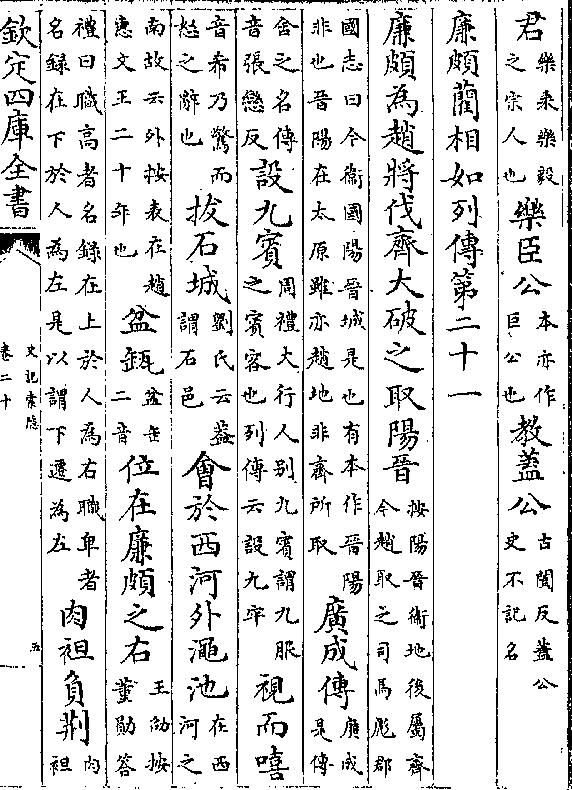 君樂乘樂毅之宗人也樂臣公本亦作巨公也教蓋公古闔反蓋公史不記名
廉頗藺相如列傳第二十一
廉頗為趙將伐齊大破之取陽晉按陽晉衛地後屬齊今趙取之司馬彪郡
國志曰今衛國陽晉城是也有本作晉陽非也晉陽在太原雖亦趙地非齊所取廣成傳廣成是傳
舍之名傳音張戀反設九賓周禮大行人别九賓謂九服之賓客也列傳云設九牢視而嘻
音希乃驚而怒之辭也拔石城劉氏云蓋謂石邑會於西河外澠池在西河之
南故云外按表在趙惠文王二十年也盆缻盆缶二音位在廉頗之右王劭按董勛答
禮曰職高者名錄在上於人為右職卑者名錄在下於人為左是以謂下遷為左肉袒負荆肉袒
欽定四庫全書
史記索隱
卷二十
五